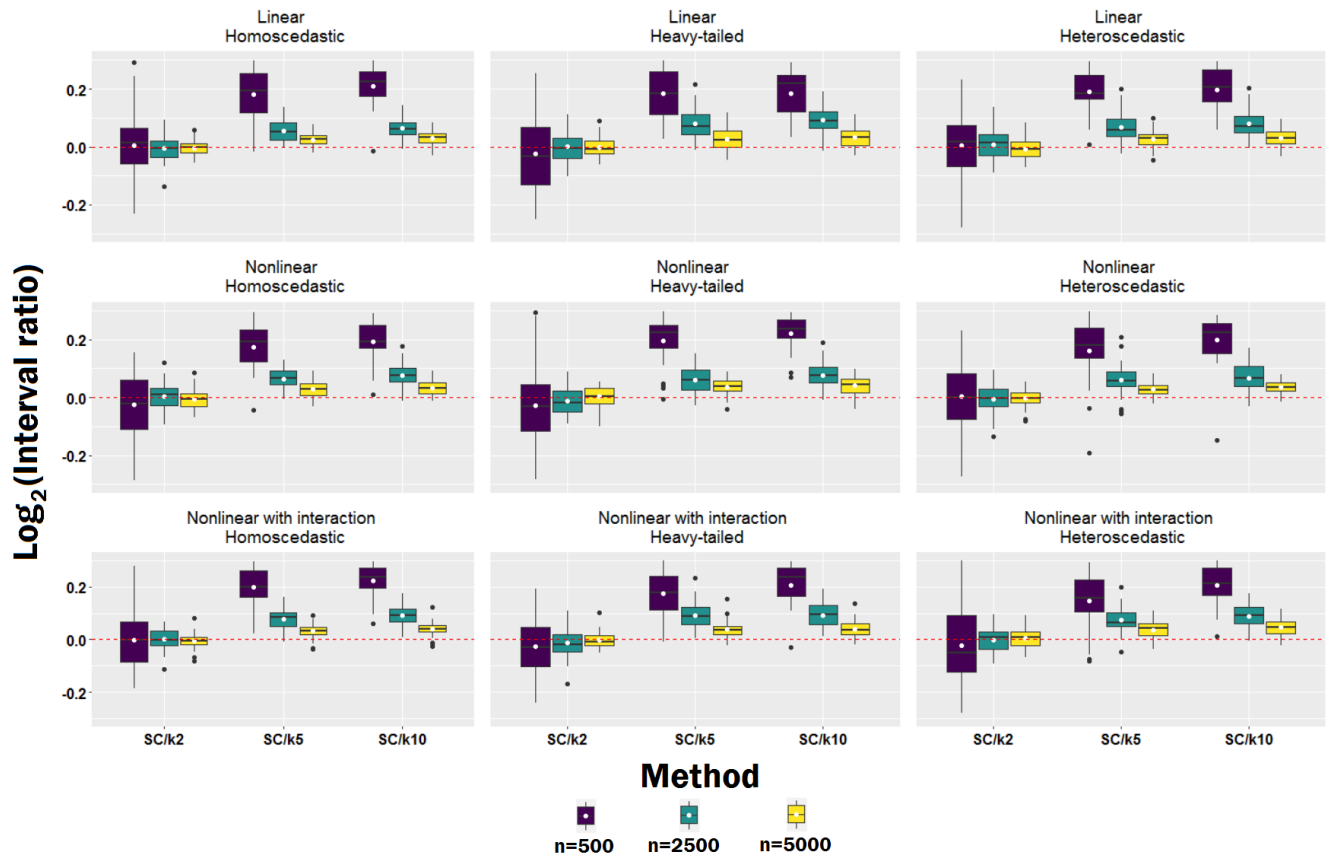 Linear
Homoscedastic
Linear
Heavy-tailed
Linear
Heteroscedastic
0.2
0.0
-0.2
Nonlinear
Homoscedastic
Nonlinear
Heavy-tailed
Nonlinear
Heteroscedastic
0.2
0.0
-0.2
Log2(Interval ratio)
Nonlinear with interaction
Homoscedastic
Nonlinear with interaction
Heavy-tailed
Nonlinear with interaction
Heteroscedastic
0.2
0.0
-0.2
SC/k2 SC/k5 SC/k10
SC/k2 SC/k5 SC/k10
SC/k2 SC/k5 SC/k10
Method
n=500 n=2500 n=5000